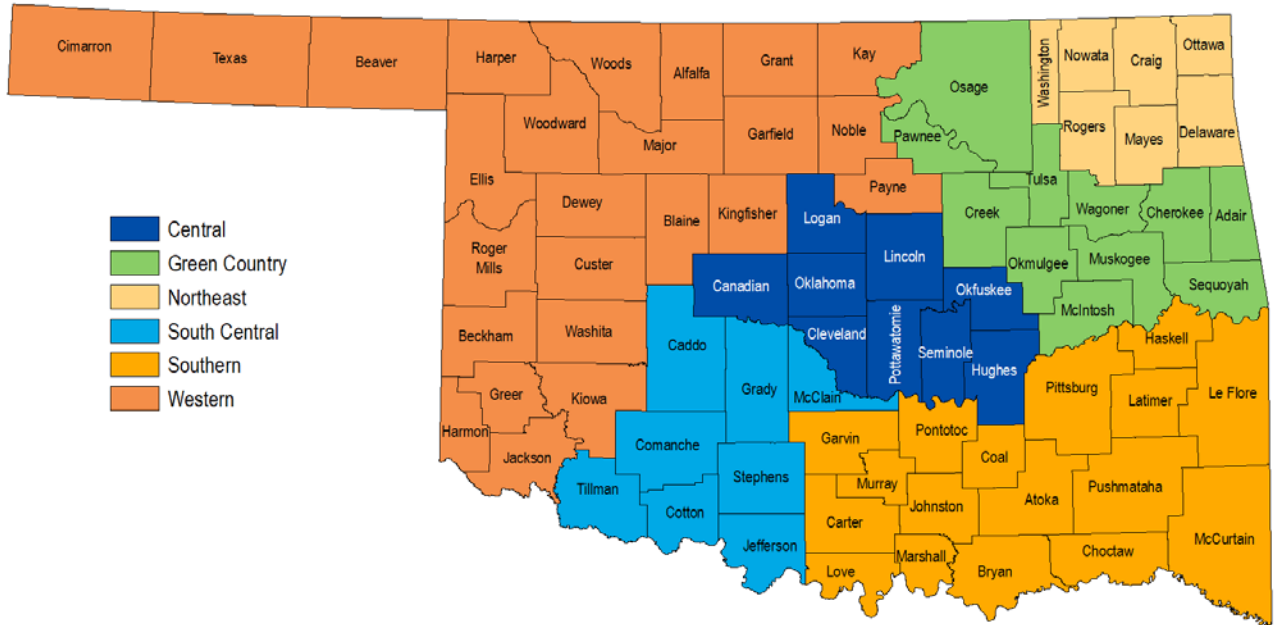 Cimarron
Texas
Beaver
Harper
Woods
Alfalfa
Grant
Kay
Osage
Washington
Nowata
Craig
Ottawa
Woodward
Major
Garfield
Noble
Pawnee
Rogers
Mayes
Delaware
Ellis
Dewey
Blaine
Kingfisher
Logan
Payne
Creek
Tulsa
Wagoner
Cherokee
Adair
Roger
Mills
Custer
Canadian
Oklahoma
Lincoln
Okfuskee
Okmulgee
Muskogee
Sequoyah
McIntosh
Central
Green Country
Northeast
South Central
Southern
Western
Beckham
Washita
Caddo
Cleveland
Pottawatomie
Seminole
Hughes
Haskell
Greer
Kiowa
Grady
McClain
Pittsburg
Latimer
Le Flore
Harmon
Jackson
Comanche
Garvin
Pontotoc
Coal
Tillman
Cotton
Stephens
Murray
Johnston
Atoka
Pushmataha
Jefferson
Carter
Love
Marshall
Bryan
Choctaw
McCurtain